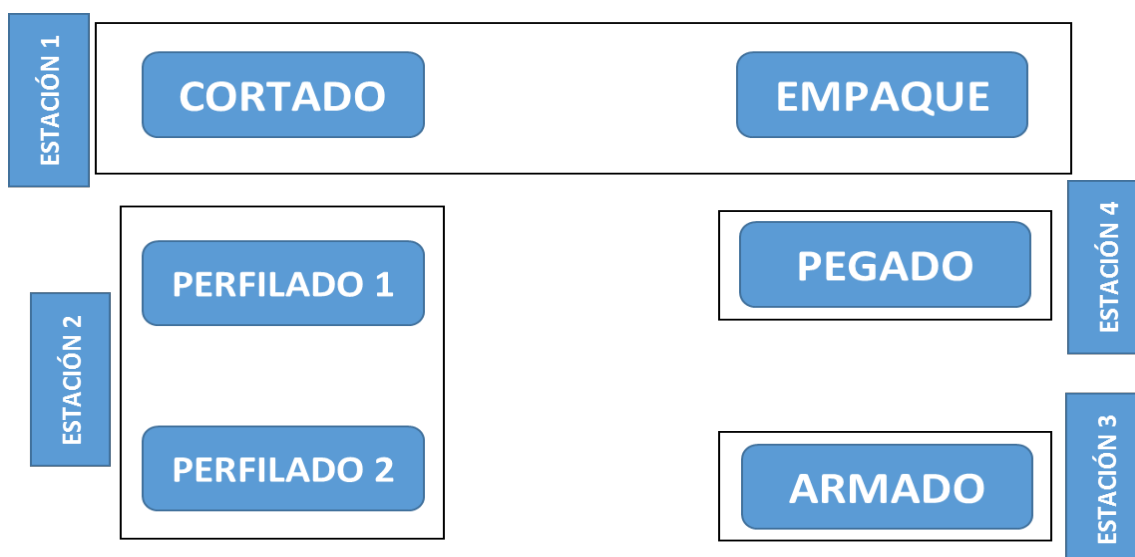 ESTACIÓN 1
CORTADO
EMPAQUE
ESTACIÓN 2
PERFILADO 1
PERFILADO 2
PEGADO
ESTACIÓN 4
ARMADO
ESTACIÓN 3